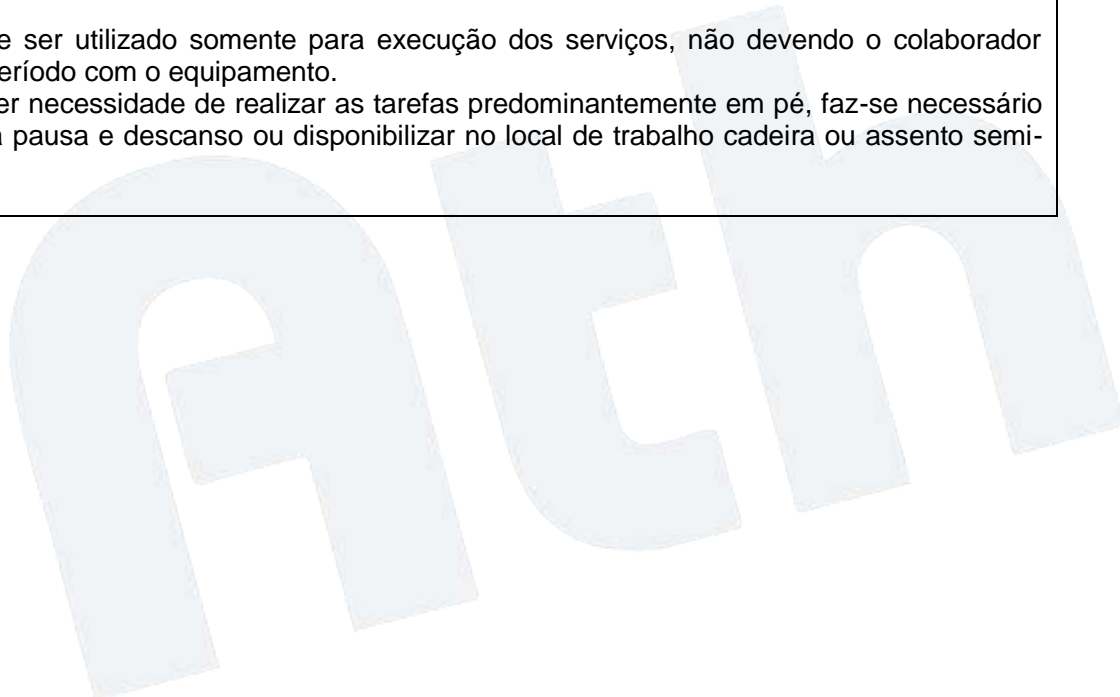 e ser utilizado somente para execução dos serviços, não devendo o colaborador
eríodo com o equipamento.
er necessidade de realizar as tarefas predominantemente em pé, faz-se necessário
a pausa e descanso ou disponibilizar no local de trabalho cadeira ou assento semi-
Ath